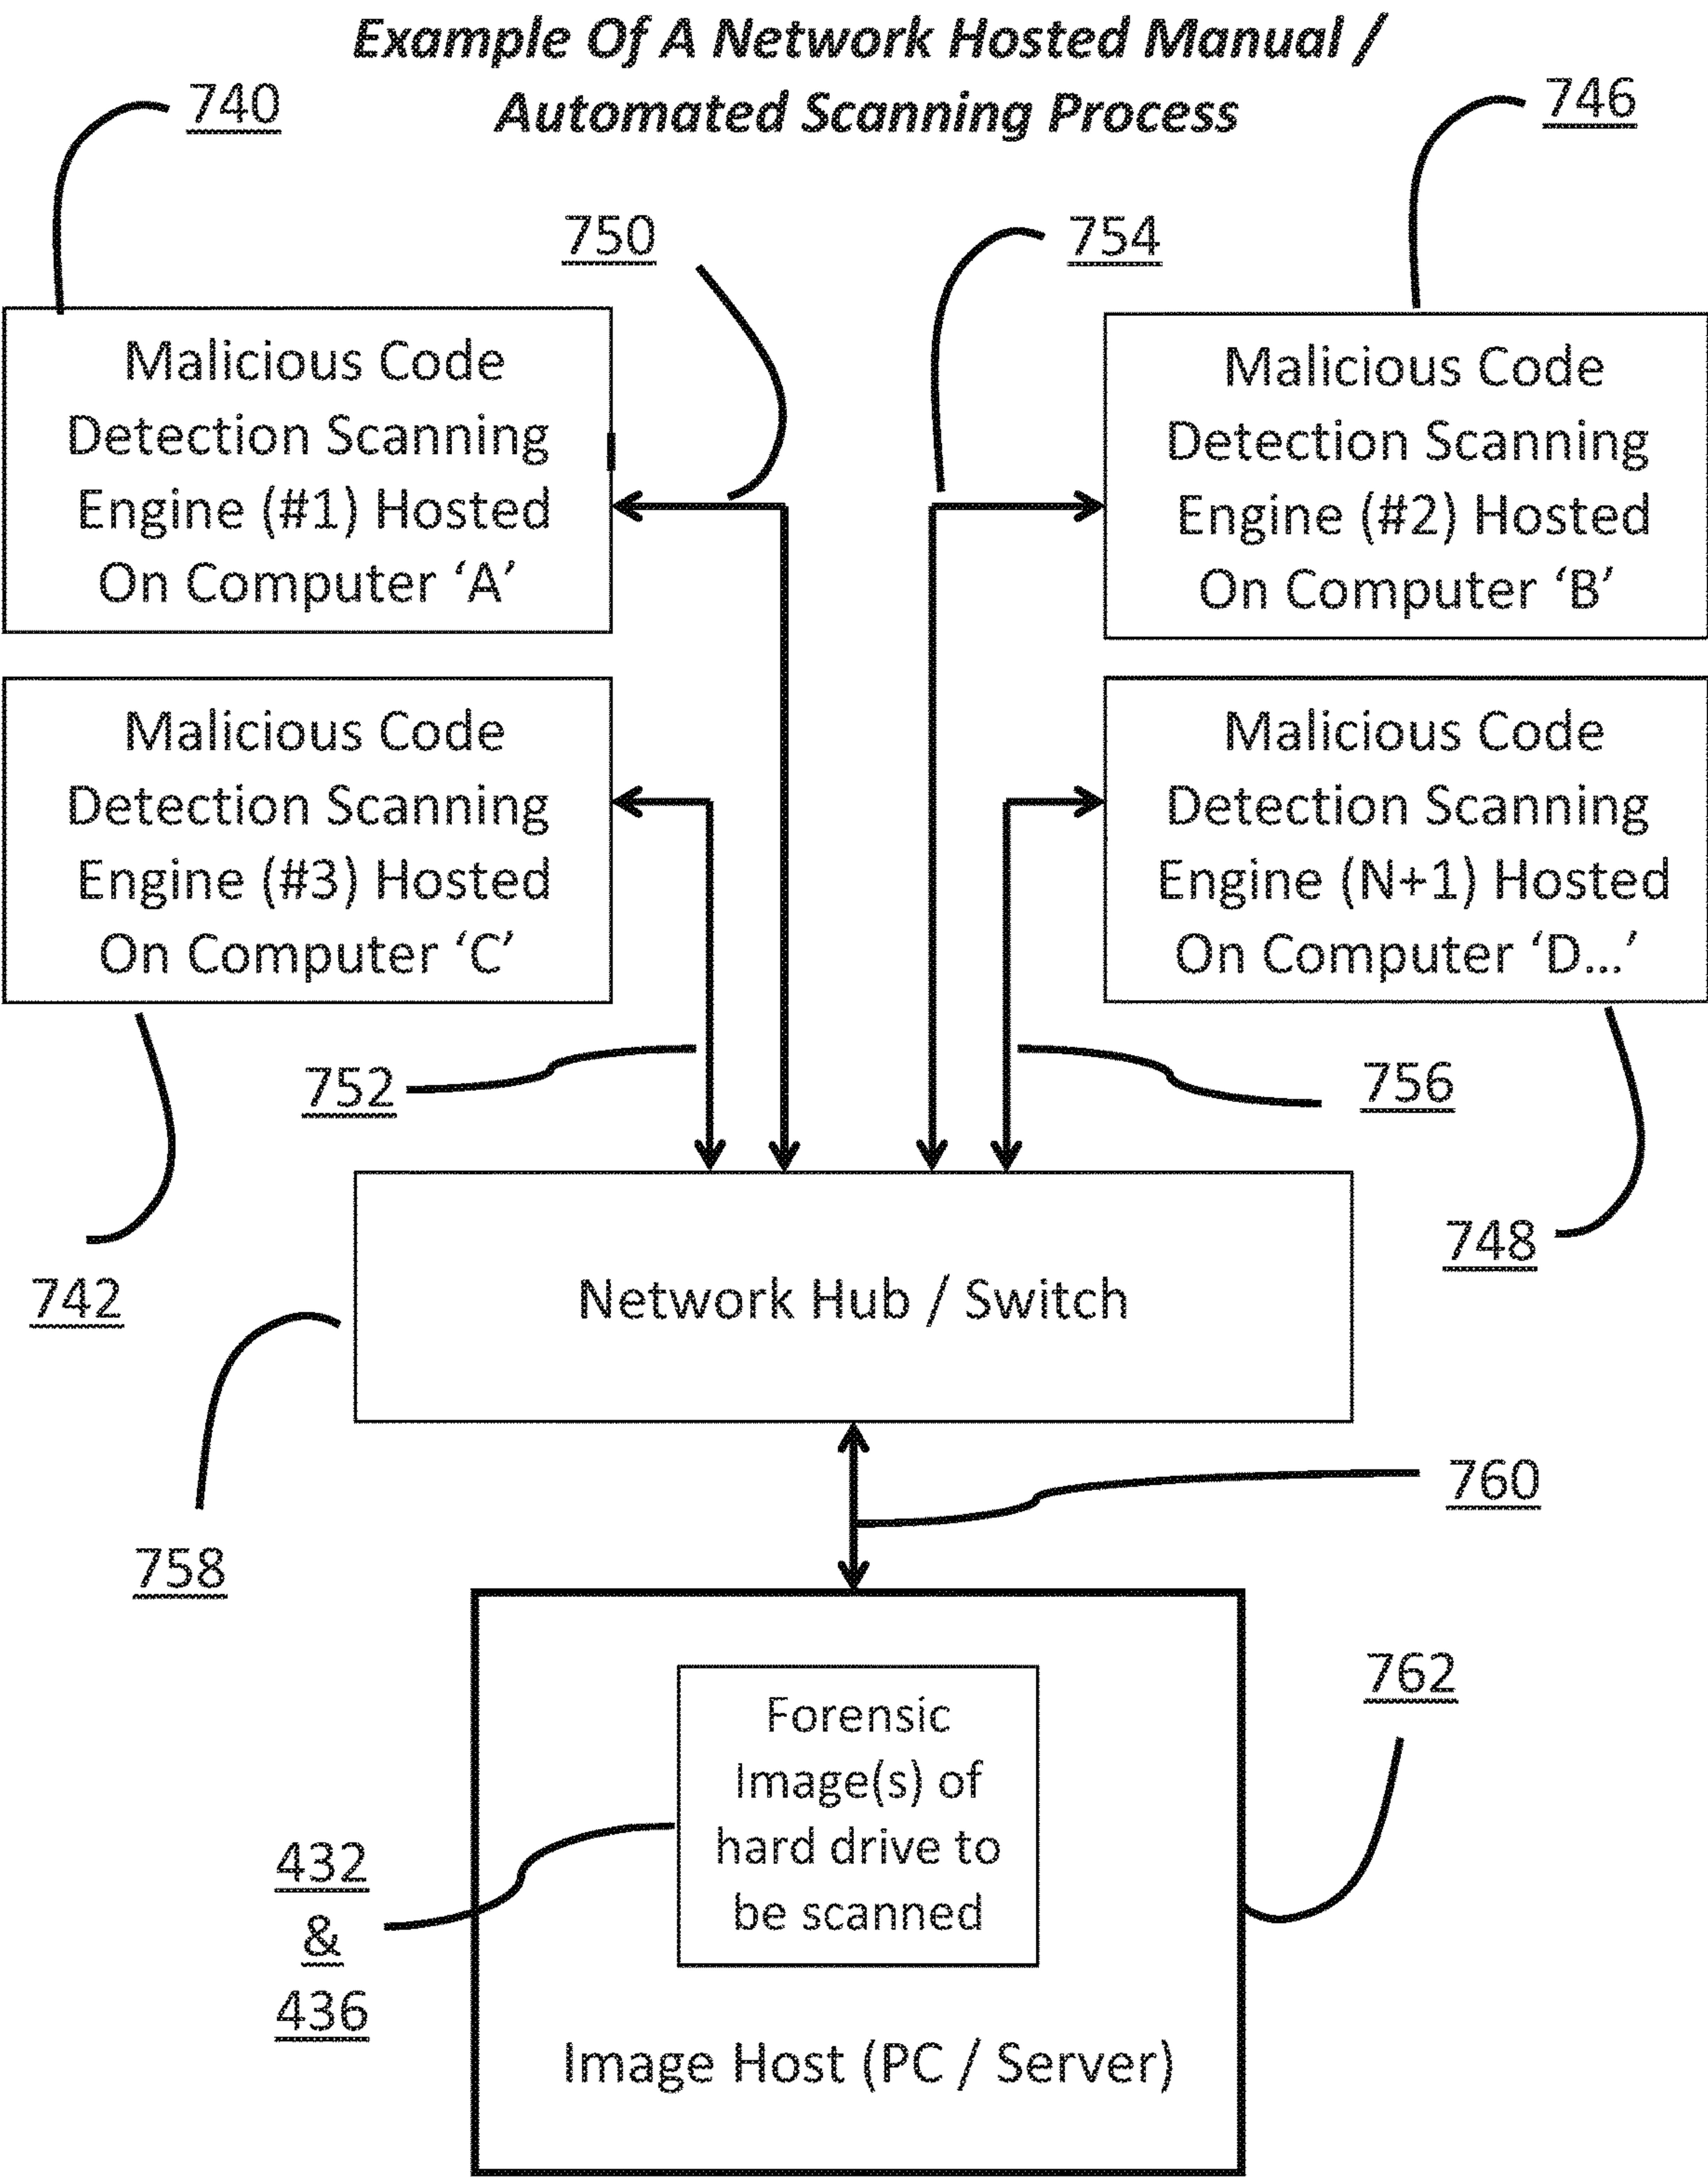 Example Of A Network Hosted Manual /
Automated Scanning Process
740
746
750
754
Malicious Code
Detection Scanning
Engine (#1) Hosted
On Computer ‘A’
Malicious Code
Detection Scanning
Engine (#2) Hosted
On Computer ‘B’
Malicious Code
Detection Scanning
Engine (#3) Hosted
On Computer ‘C’
Malicious Code
Detection Scanning
Engine (N+1) Hosted
On Computer ‘D...’
752
756
742
748
Network Hub / Switch
758
760
762
Forensic
Image(s) of
hard drive to
be scanned
432
&
436
Image Host (PC / Server)